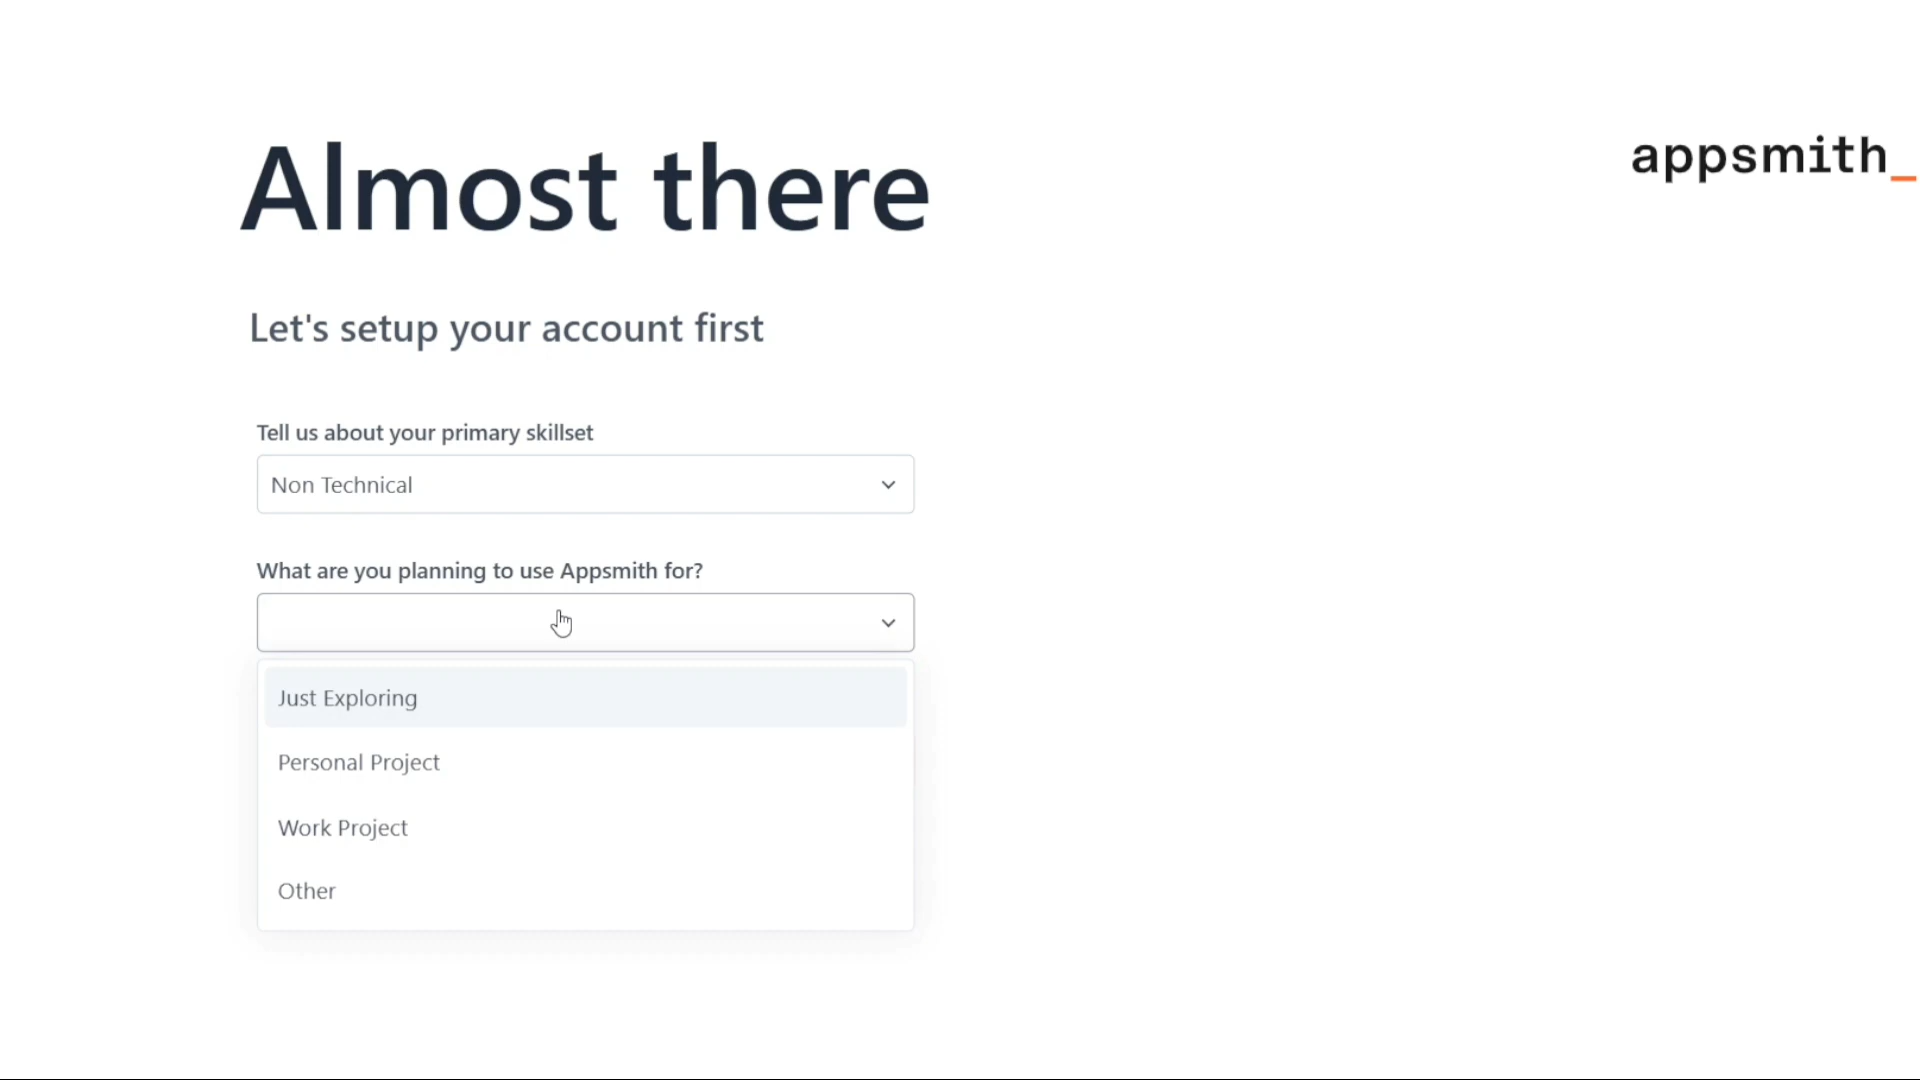 Almost there
appsmith_
Let's setup your account first
Tell us about your primary skillset
Non Technical
What are you planning to use Appsmith for?
Just Exploring
Personal Project
Work Project
Other